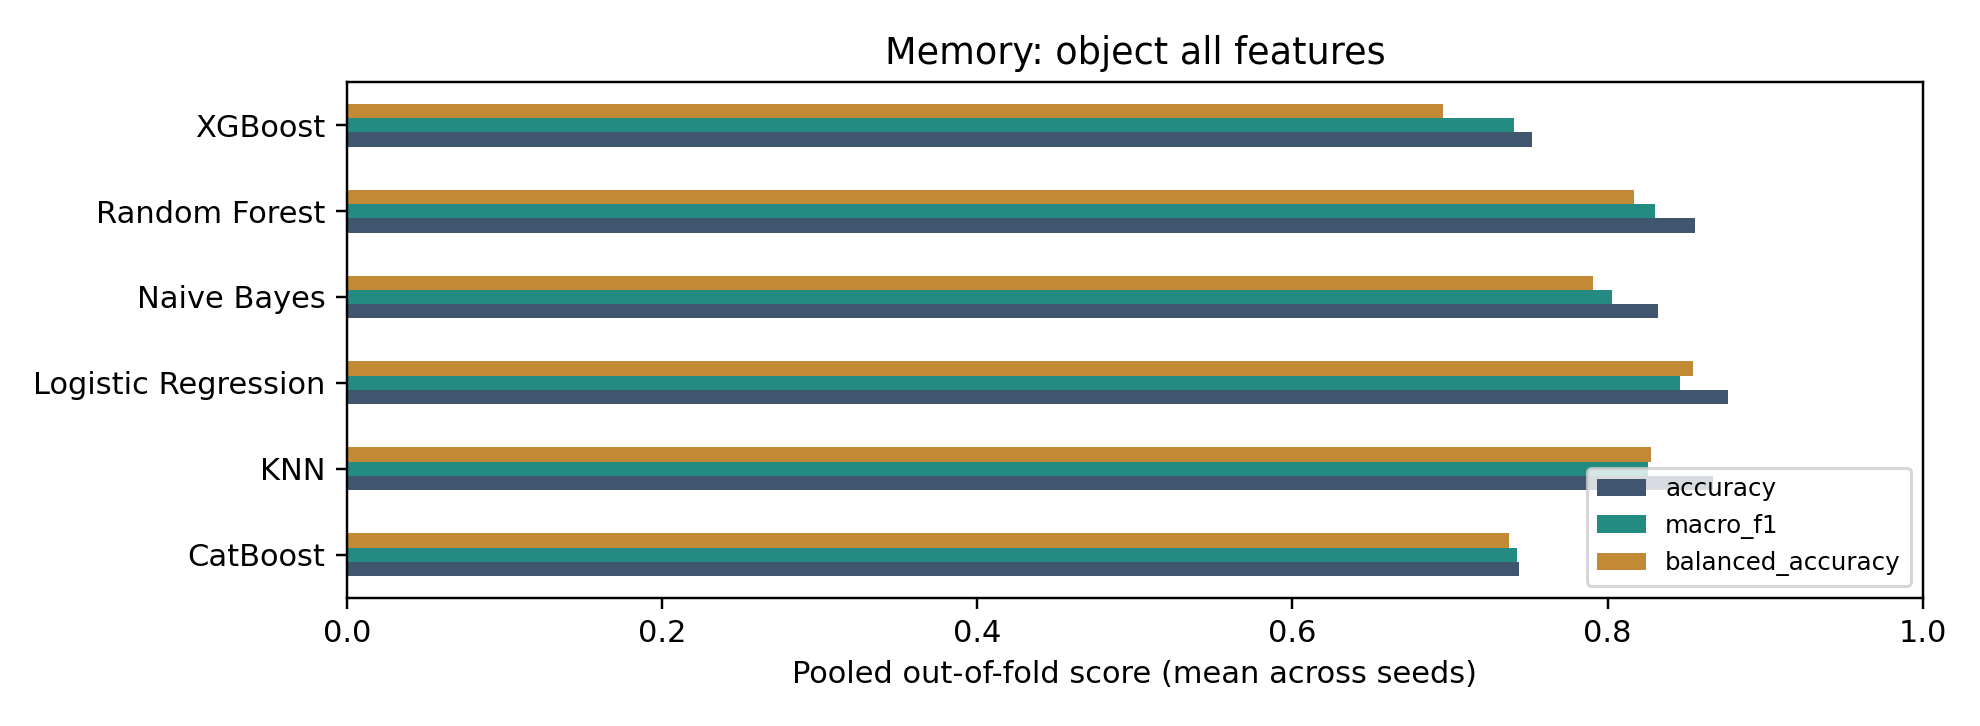 Memory: object all features
XGBoost
Random Forest
Naive Bayes
Logistic Regression
KNN
CatBoost
accuracy
macro_f1
balanced_accuracy
0.0 0.2 0.4 0.6 0.8 1.0
Pooled out-of-fold score (mean across seeds)